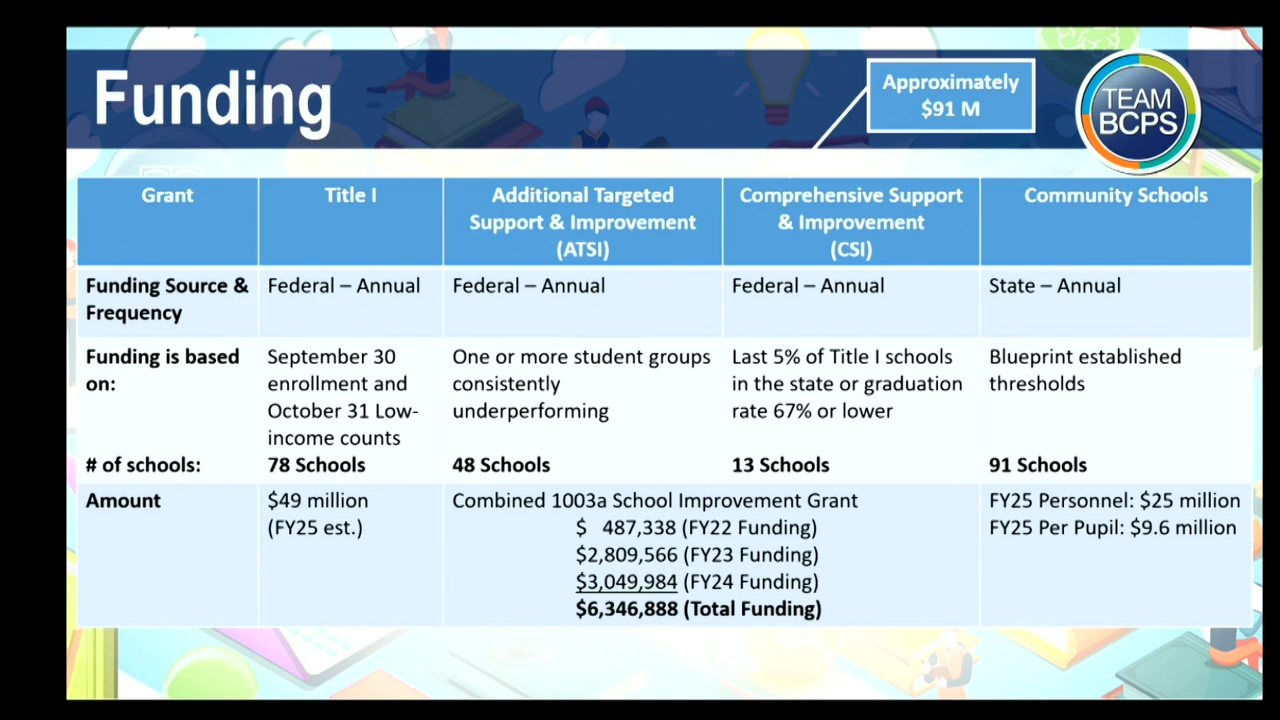 Funding
Approximately
$91 M
TEAM
BCPS
Grant
Title I
Additional Targeted
Support & Improvement
(ATSI)
Comprehensive Support
& Improvement
(CSI)
Community Schools
Funding Source &
Frequency
Federal – Annual
Federal – Annual
Federal – Annual
State – Annual
Funding is based
on:
September 30
enrollment and
October 31 Low-
income counts
One or more student groups
consistently
underperforming
Last 5% of Title I schools
in the state or graduation
rate 67% or lower
Blueprint established
thresholds
# of schools:
78 Schools
48 Schools
13 Schools
91 Schools
Amount
$49 million
(FY25 est.)
Combined 1003a School Improvement Grant
$ 487,338 (FY22 Funding)
$2,809,566 (FY23 Funding)
$3,049,984 (FY24 Funding)
$6,346,888 (Total Funding)
FY25 Personnel: $25 million
FY25 Per Pupil: $9.6 million